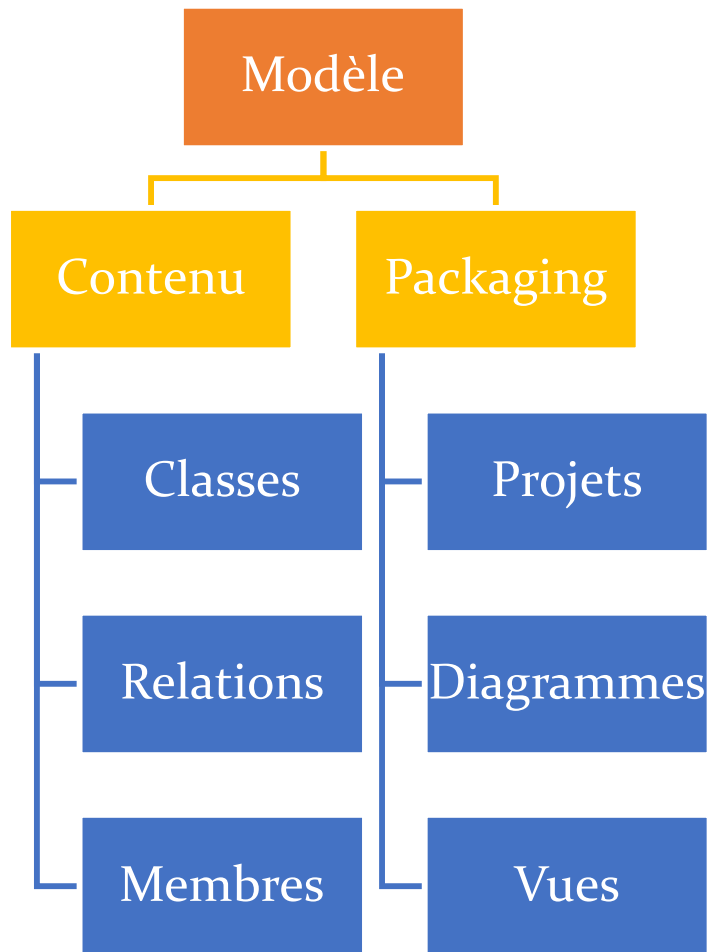 Modèle
Contenu
Packaging
Classes
Projets
Relations
Diagrammes
Membres
Vues